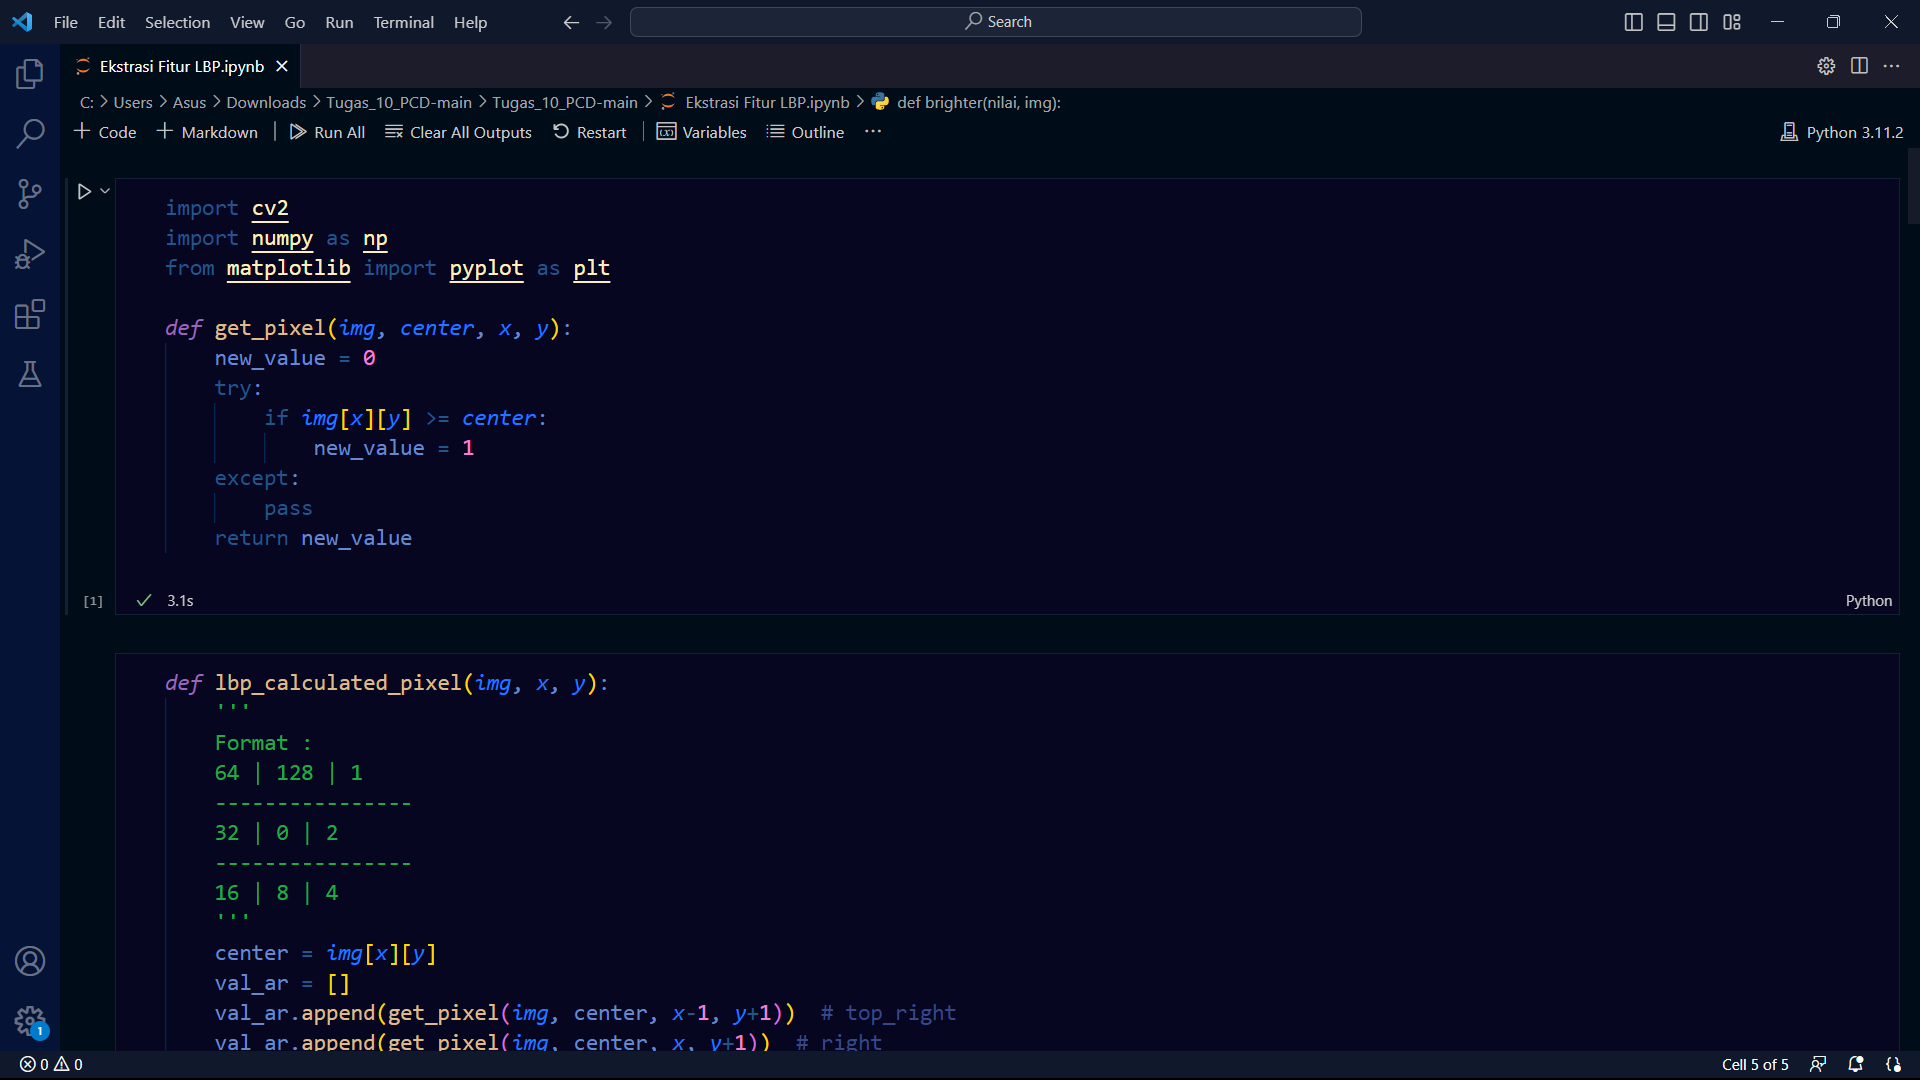 File Edit Selection View Go Run Terminal Help Search
Ekstrasi Fitur LBP.ipynb
C: > Users > Asus > Downloads > Tugas_10_PCD-main > Tugas_10_PCD-main > Ekstrasi Fitur LBP.ipynb > def brighter(nilai, img):
+ Code + Markdown | Run All Clear All Outputs Restart | Variables Outline ··· Python 3.11.2
import cv2
import numpy as np
from matplotlib import pyplot as plt
def get_pixel(img, center, x, y):
new_value = 0
try:
if img[x][y] >= center:
new_value = 1
except:
pass
return new_value
[1] ✓ 3.1s Python
def lbp_calculated_pixel(img, x, y):
'''
Format :
64 | 128 | 1
----------------
32 | 0 | 2
----------------
16 | 8 | 4
'''
center = img[x][y]
val_ar = []
val_ar.append(get_pixel(img, center, x-1, y+1)) # top_right
val_ar.append(get_pixel(img, center, x, y+1)) # right
1
0 0 Cell 5 of 5